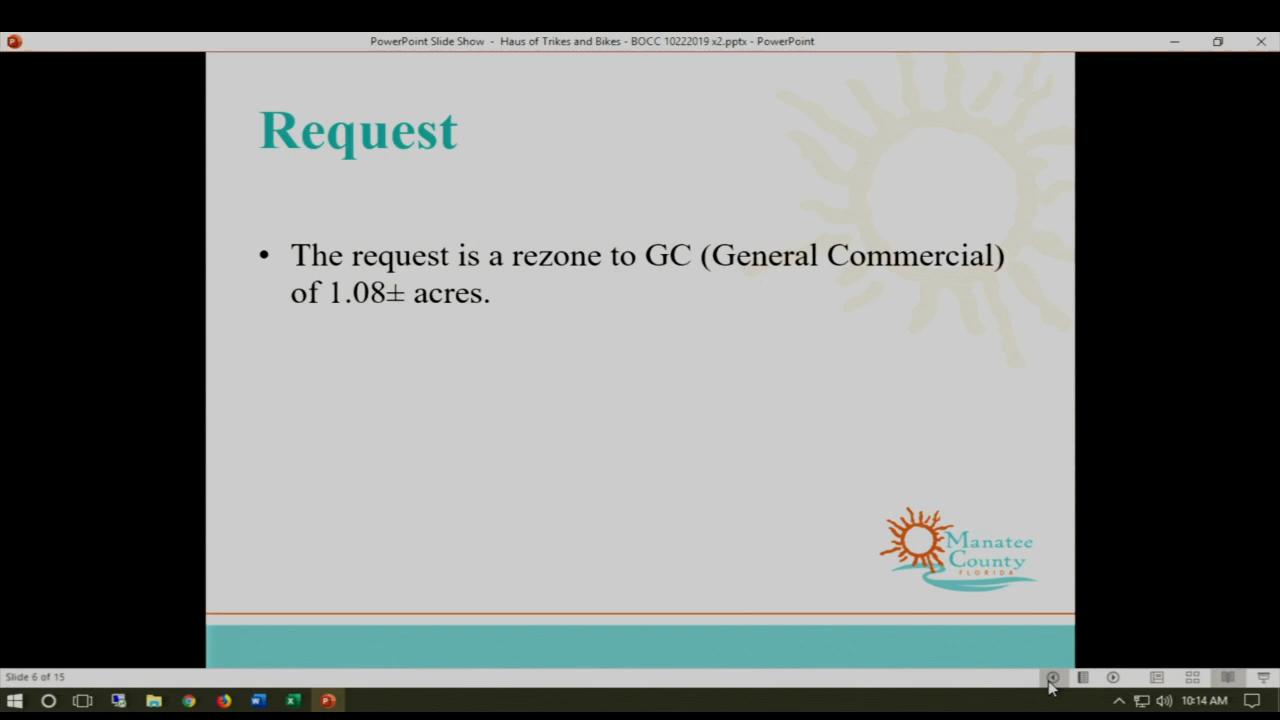 PowerPoint Slide Show - Haus of Trikes and Bikes - BOCC 10222019 x2.pptx - PowerPoint
Request
• The request is a rezone to GC (General Commercial)
of 1.08± acres.
Manatee
County
FLORIDA
Slide 6 of 15
10:14 AM